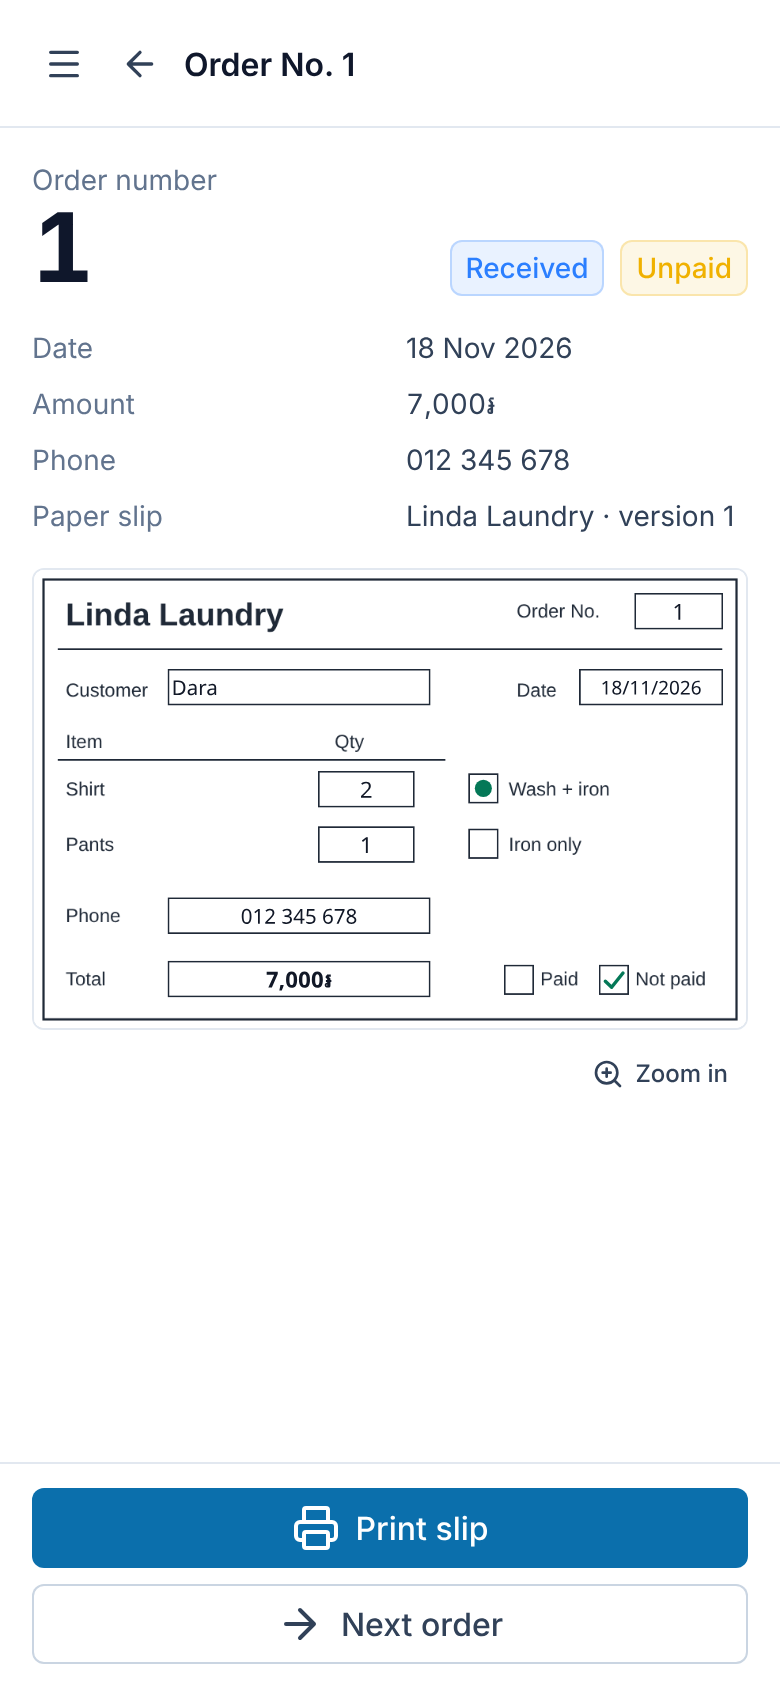 Order No. 1
Order number
1
Received Unpaid
Date 18 Nov 2026
Amount 7,000៛
Phone 012 345 678
Paper slip Linda Laundry · version 1
Linda Laundry Order No. 1
Customer Dara Date 18/11/2026
Item Qty
Shirt 2 Wash + iron
Pants 1 Iron only
Phone 012 345 678
Total 7,000៛ Paid Not paid
Zoom in
Print slip
Next order